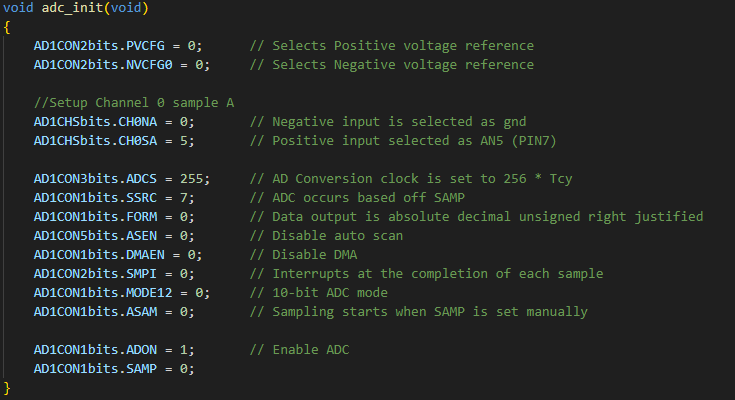 void adc_init(void)
{
    AD1CON2bits.PVCFG = 0;      // Selects Positive voltage reference
    AD1CON2bits.NVCFG0 = 0;     // Selects Negative voltage reference

    //Setup Channel 0 sample A
    AD1CHSbits.CH0NA = 0;       // Negative input is selected as gnd
    AD1CHSbits.CH0SA = 5;       // Positive input selected as AN5 (PIN7)

    AD1CON3bits.ADCS = 255;     // AD Conversion clock is set to 256 * Tcy
    AD1CON1bits.SSRC = 7;       // ADC occurs based off SAMP
    AD1CON1bits.FORM = 0;       // Data output is absolute decimal unsigned right justified
    AD1CON5bits.ASEN = 0;       // Disable auto scan
    AD1CON1bits.DMAEN = 0;      // Disable DMA
    AD1CON2bits.SMPI = 0;       // Interrupts at the completion of each sample
    AD1CON1bits.MODE12 = 0;     // 10-bit ADC mode
    AD1CON1bits.ASAM = 0;       // Sampling starts when SAMP is set manually

    AD1CON1bits.ADON = 1;       // Enable ADC
    AD1CON1bits.SAMP = 0;
}